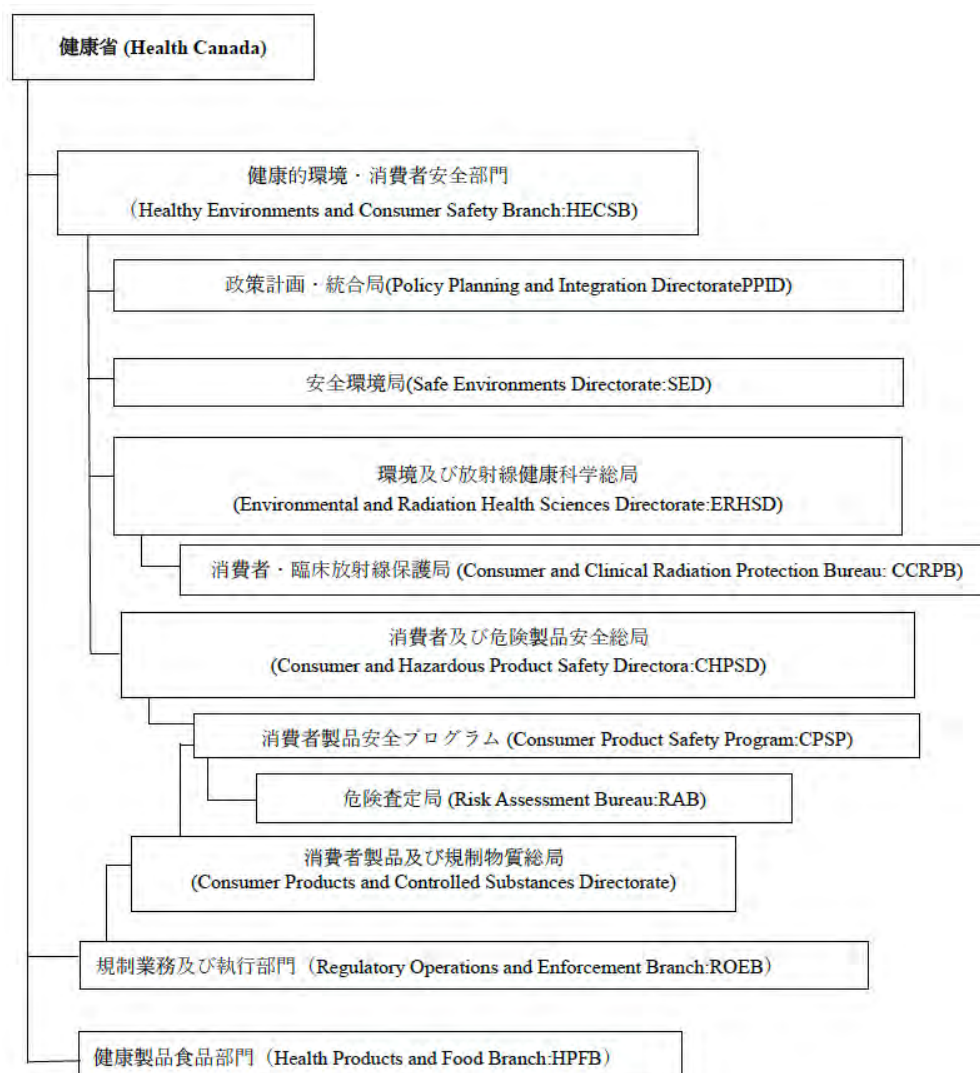 健康省 (Health Canada)
健康的環境・消費者安全部門
（Healthy Environments and Consumer Safety Branch:HECSB)
政策計画・統合局(Policy Planning and Integration DirectoratePPID)
安全環境局(Safe Environments Directorate:SED)
環境及び放射線健康科学総局
(Environmental and Radiation Health Sciences Directorate:ERHSD)
消費者・臨床放射線保護局 (Consumer and Clinical Radiation Protection Bureau: CCRPB)
消費者及び危険製品安全総局
(Consumer and Hazardous Product Safety Directora:CHPSD)
消費者製品安全プログラム (Consumer Product Safety Program:CPSP)
危険査定局 (Risk Assessment Bureau:RAB)
消費者製品及び規制物質総局
(Consumer Products and Controlled Substances Directorate)
規制業務及び執行部門（Regulatory Operations and Enforcement Branch:ROEB）
健康製品食品部門（Health Products and Food Branch:HPFB）